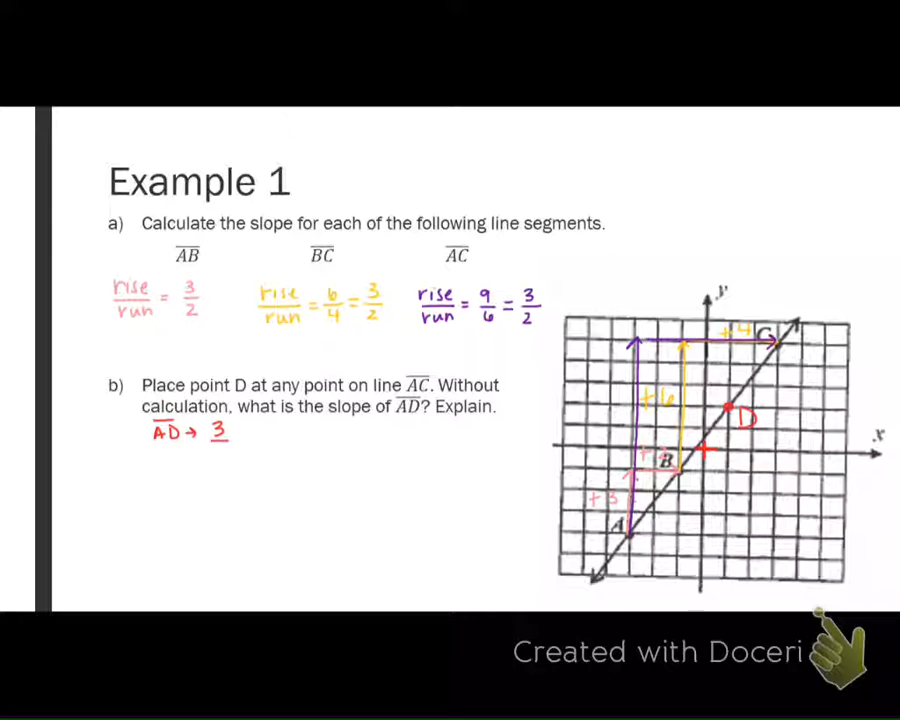 Example 1
a) Calculate the slope for each of the following line segments.
AB BC AC
rise/run = 3/2 rise/run = 6/4 = 3/2 rise/run = 9/6 = 3/2
b) Place point D at any point on line AC. Without
calculation, what is the slope of AD? Explain.
AD → 3
y
+4 C
+6
D
x
B
+3
A
Created with Doceri